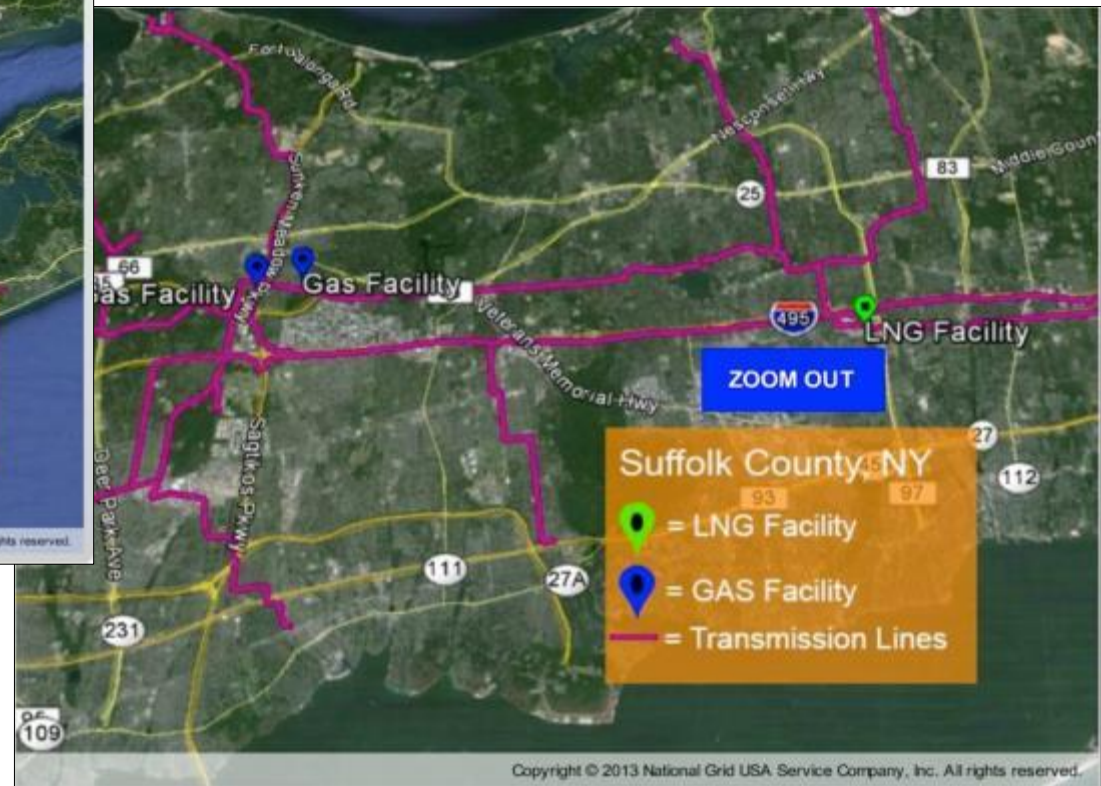 hts reserved.
Fort Salonga Rd
Nesconset Hwy
83
25
Sunken Meadow Pkwy
66
Gas Facility
Gas Facility
Veterans Memorial Hwy
495
LNG Facility
ZOOM OUT
27
Suffolk County, NY
112
93
97
= LNG Facility
Sagtikos Pkwy
Deer Park Ave
111
27A
= GAS Facility
231
= Transmission Lines
109
Copyright © 2013 National Grid USA Service Company, Inc. All rights reserved.